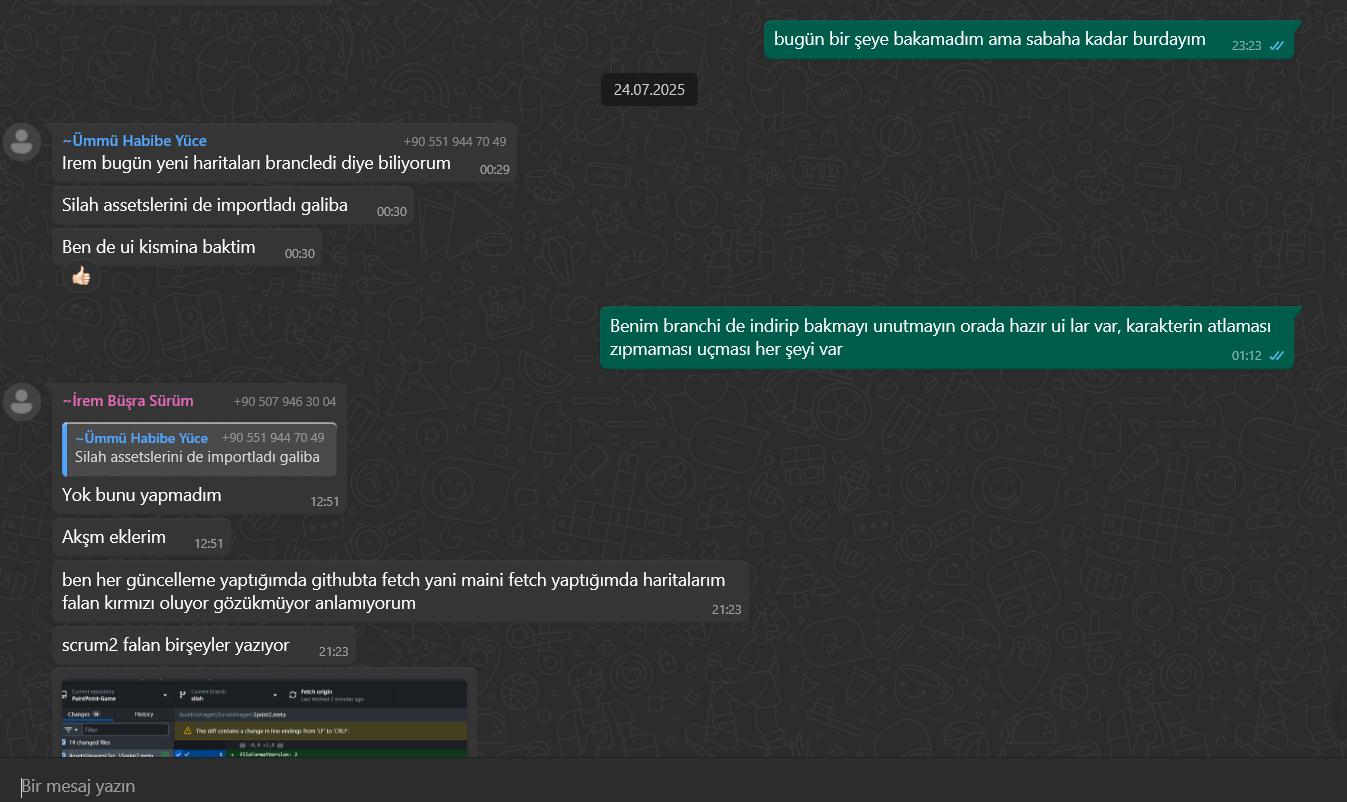 bugün bir şeye bakamadım ama sabaha kadar burdayım
23:23
24.07.2025
~Ümmü Habibe Yüce +90 551 944 70 49
Irem bugün yeni haritaları brancledi diye biliyorum
00:29
Silah assetslerini de importladı galiba
00:30
Ben de ui kismina baktim
00:30
Benim branchi de indirip bakmayı unutmayın orada hazır ui lar var, karakterin atlaması
zıpmaması uçması her şeyi var
01:12
~İrem Büşra Sürüm +90 507 946 30 04
~Ümmü Habibe Yüce +90 551 944 70 49
Silah assetslerini de importladı galiba
Yok bunu yapmadım
12:51
Akşm eklerim
12:51
ben her güncelleme yaptığımda githubta fetch yani maini fetch yaptığımda haritalarım
falan kırmızı oluyor gözükmüyor anlamıyorum
21:23
scrum2 falan birşeyler yazıyor
21:23
Current repository
PaintPoint-Game
Current branch
silah
Fetch origin
Last fetched 2 minutes ago
Changes 14 History
Assets\Images\ScrumImages\Sprint2.meta
Filter
This diff contains a change in line endings from 'LF' to 'CRLF'.
14 changed files
@@ -0,0 +1,8 @@
1 + fileFormatVersion: 2
Bir mesaj yazın